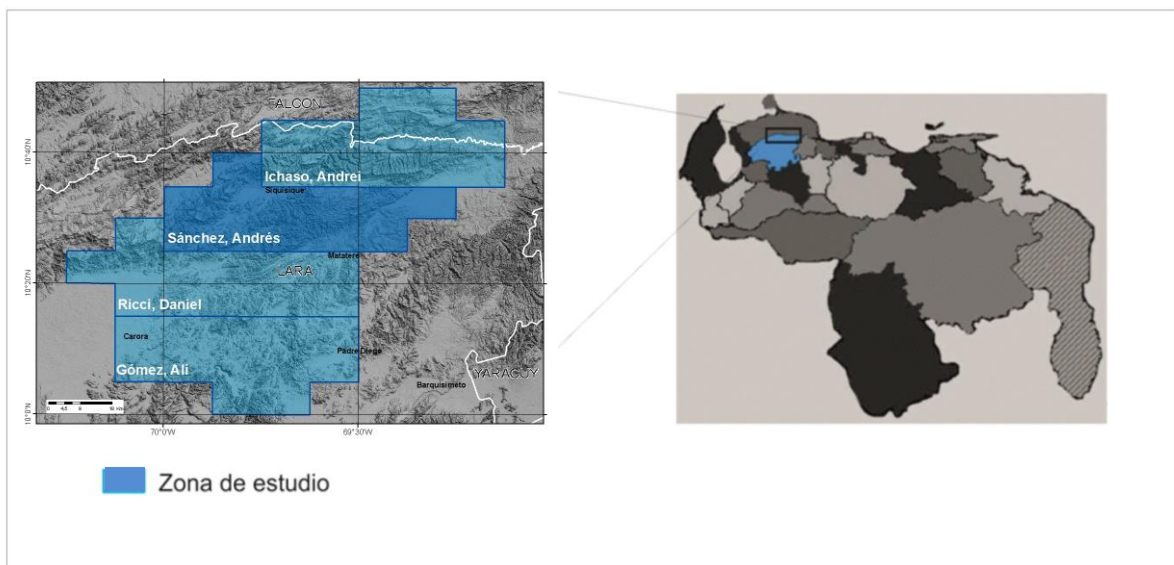 FALCON
10°40'N
Ichaso, Andrei
Siquisique
Sánchez, Andrés
Matatere
LARA
10°20'N
Ricci, Daniel
Carora
Padre Diego
Gómez, Alí
YARACUY
Barquisimeto
10°0'N
70°0'W
69°30'W
Zona de estudio